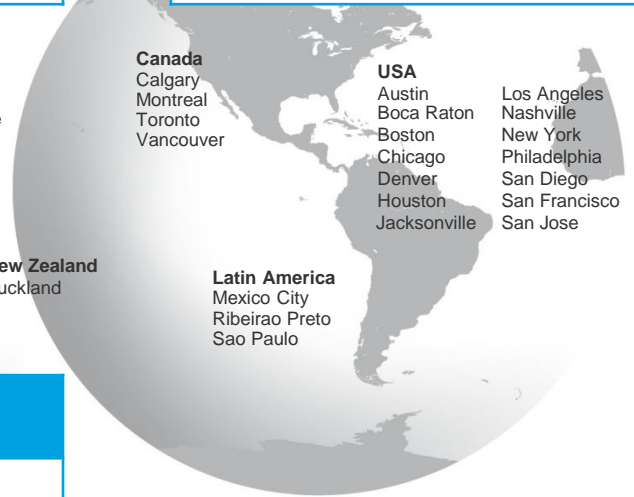 Canada
Calgary
Montreal
Toronto
Vancouver
USA
Austin
Boca Raton
Boston
Chicago
Denver
Houston
Jacksonville
Los Angeles
Nashville
New York
Philadelphia
San Diego
San Francisco
San Jose
Zealand
Latin America
Mexico City
Ribeirao Preto
Sao Paulo